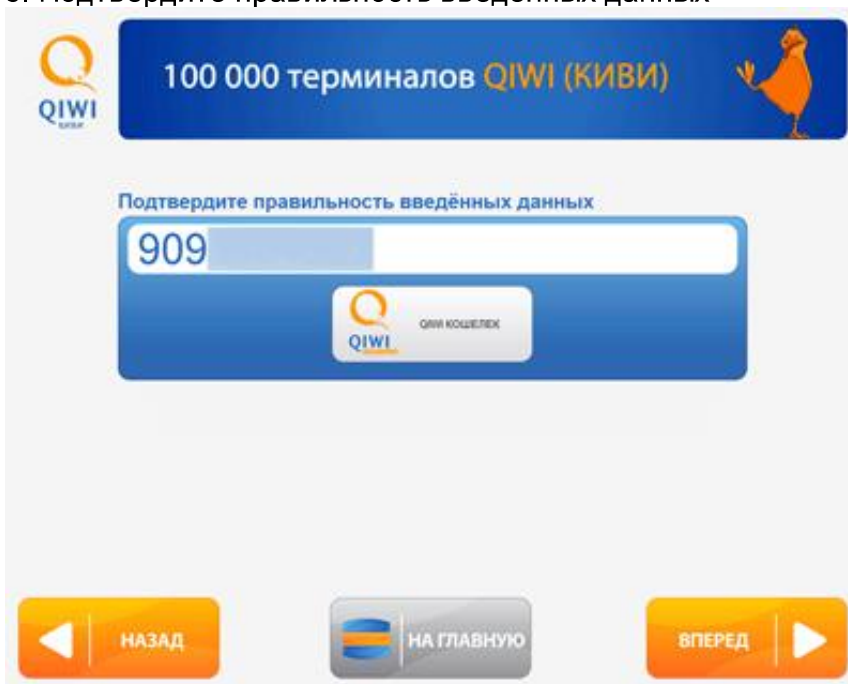 Подтвердите правильность введенных данных
QIWI
100 000 терминалов QIWI (КИВИ)
Подтвердите правильность введённых данных
909
QIWI
QIWI КОШЕЛЕК
НАЗАД
НА ГЛАВНУЮ
ВПЕРЕД